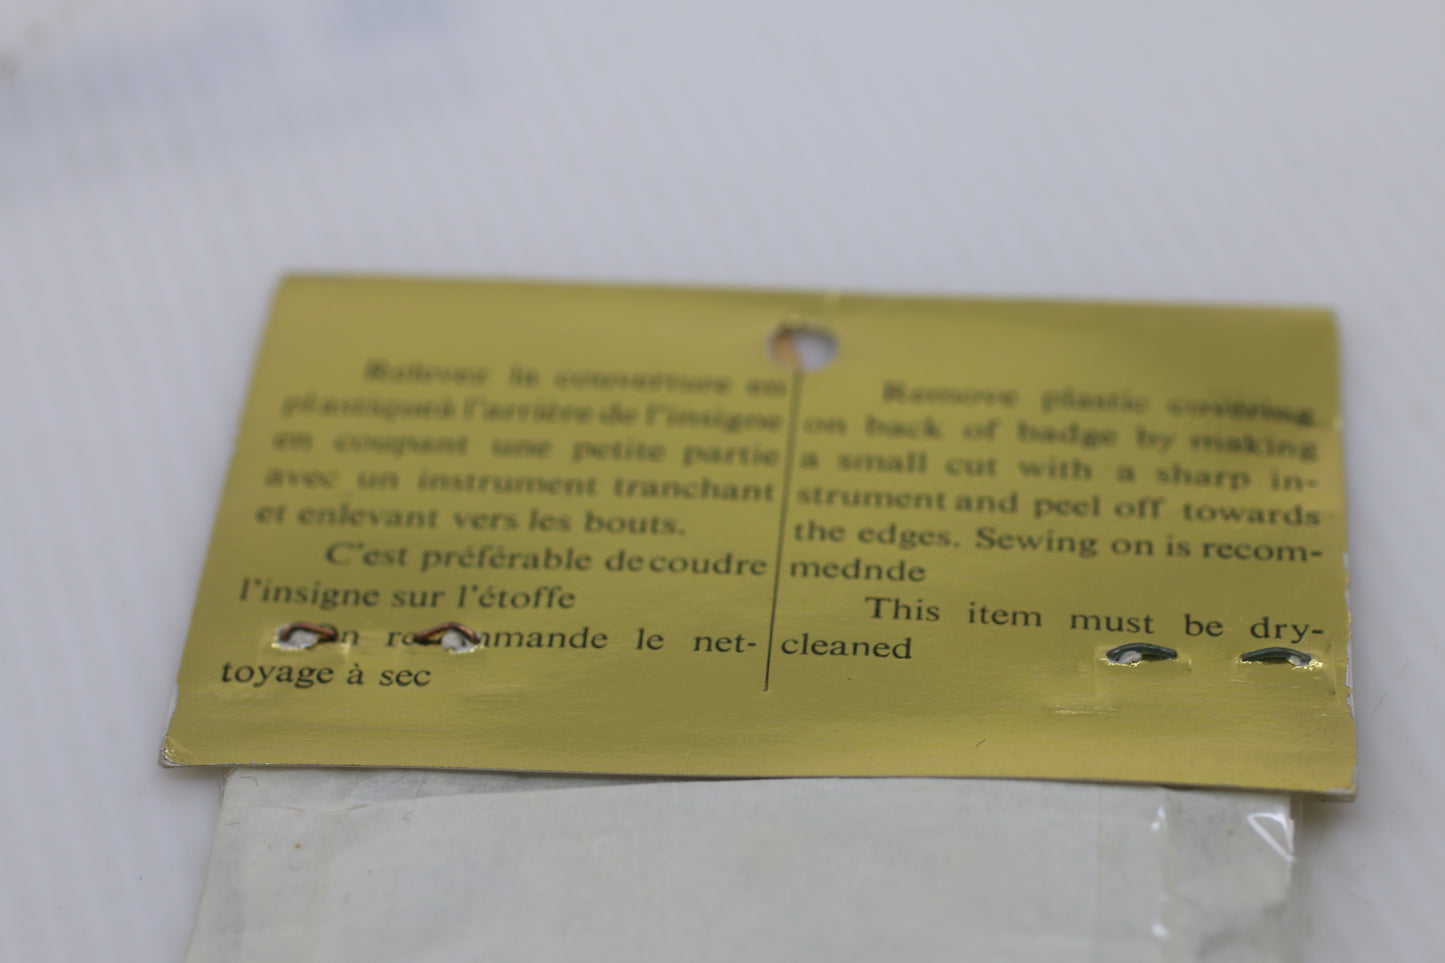 Relever la couverture en
plastiqueà l'arrière de l'insigne
en coupant une petite partie
avec un instrument tranchant
et enlevant vers les bouts.
C'est préférable de coudre
l'insigne sur l'étoffe
le net-
toyage à sec
Remove plastic covering
on back of badge by making
a small cut with a sharp in-
strument and peel off towards
the edges. Sewing on is recom-
mednde
This item must be dry-
cleaned